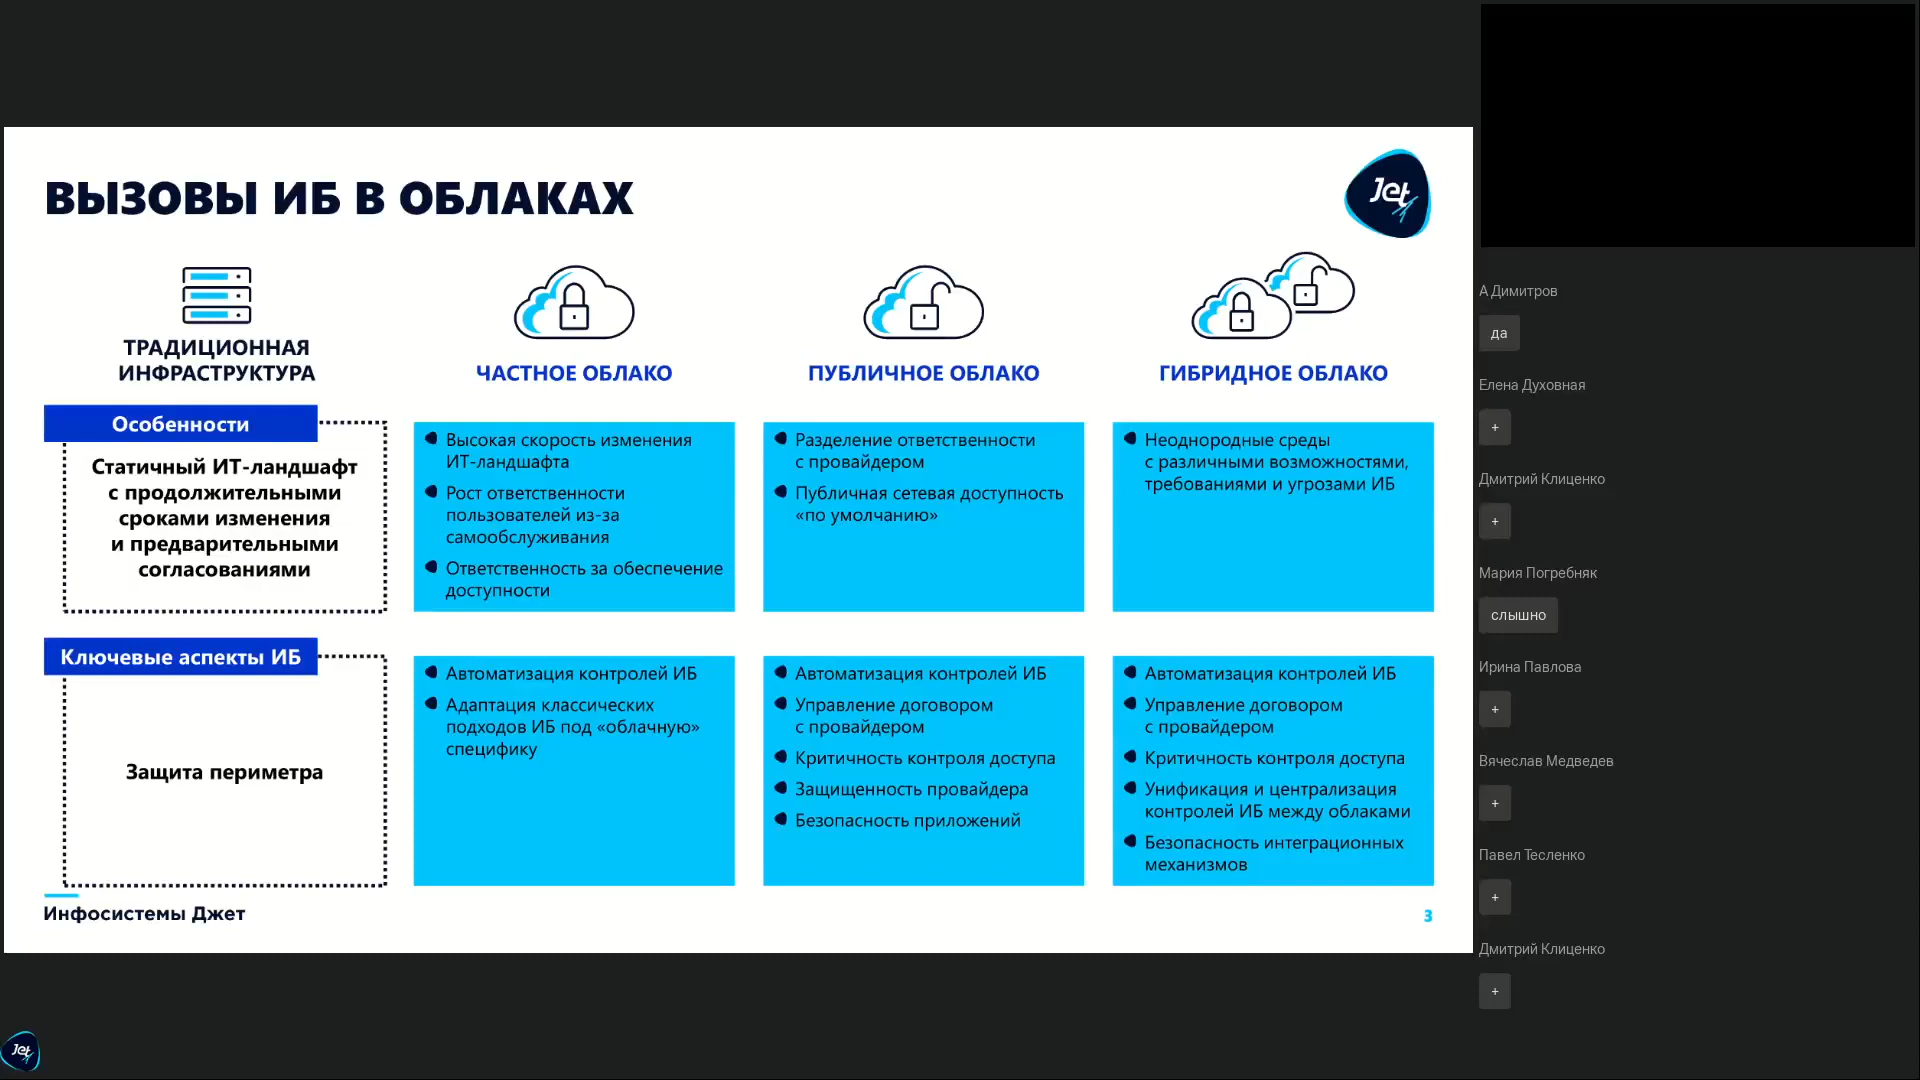 ВЫЗОВЫ ИБ В ОБЛАКАХ
Jet
ТРАДИЦИОННАЯ
ИНФРАСТРУКТУРА
ЧАСТНОЕ ОБЛАКО
ПУБЛИЧНОЕ ОБЛАКО
ГИБРИДНОЕ ОБЛАКО
Особенности
Статичный ИТ-ландшафт
с продолжительными
сроками изменения
и предварительными
согласованиями
Высокая скорость изменения
ИТ-ландшафта
Рост ответственности
пользователей из-за
самообслуживания
Ответственность за обеспечение
доступности
Разделение ответственности
с провайдером
Публичная сетевая доступность
«по умолчанию»
Неоднородные среды
с различными возможностями,
требованиями и угрозами ИБ
Ключевые аспекты ИБ
Защита периметра
Автоматизация контролей ИБ
Адаптация классических
подходов ИБ под «облачную»
специфику
Автоматизация контролей ИБ
Управление договором
с провайдером
Критичность контроля доступа
Защищенность провайдера
Безопасность приложений
Автоматизация контролей ИБ
Управление договором
с провайдером
Критичность контроля доступа
Унификация и централизация
контролей ИБ между облаками
Безопасность интеграционных
механизмов
Инфосистемы Джет
3
Jet
А Димитров
да
Елена Духовная
+
Дмитрий Клиценко
+
Мария Погребняк
слышно
Ирина Павлова
+
Вячеслав Медведев
+
Павел Тесленко
+
Дмитрий Клиценко
+